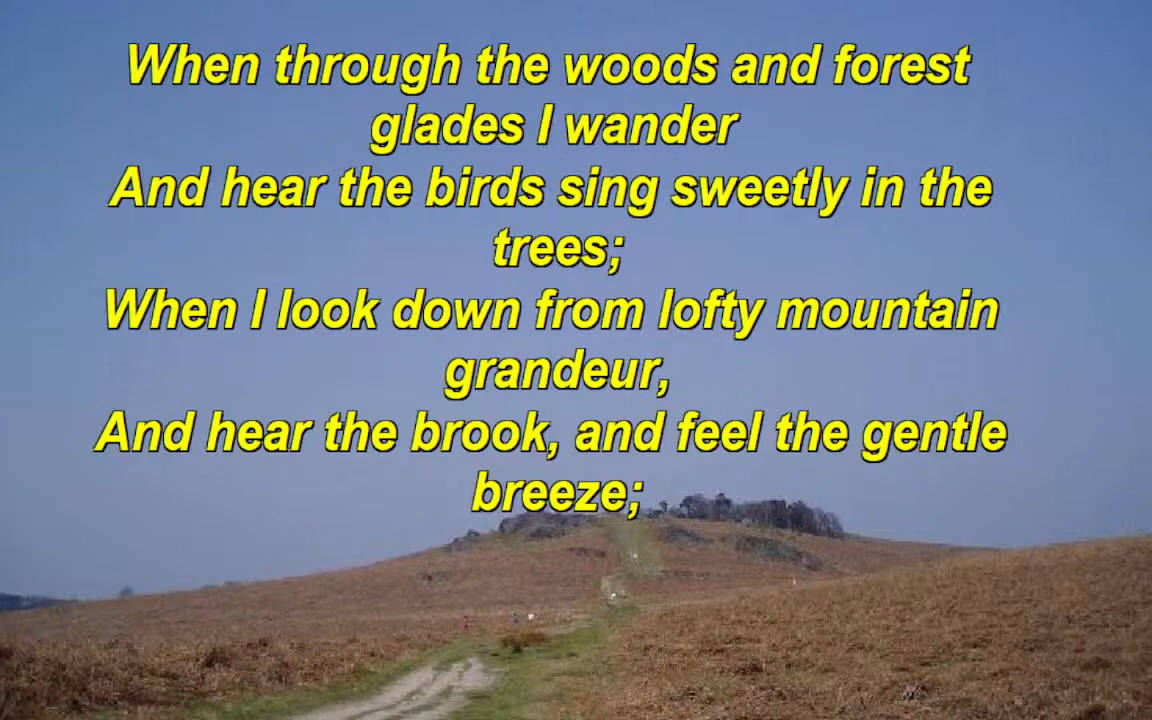 When through the woods and forest
glades I wander
And hear the birds sing sweetly in the
trees;
When I look down from lofty mountain
grandeur,
And hear the brook, and feel the gentle
breeze;